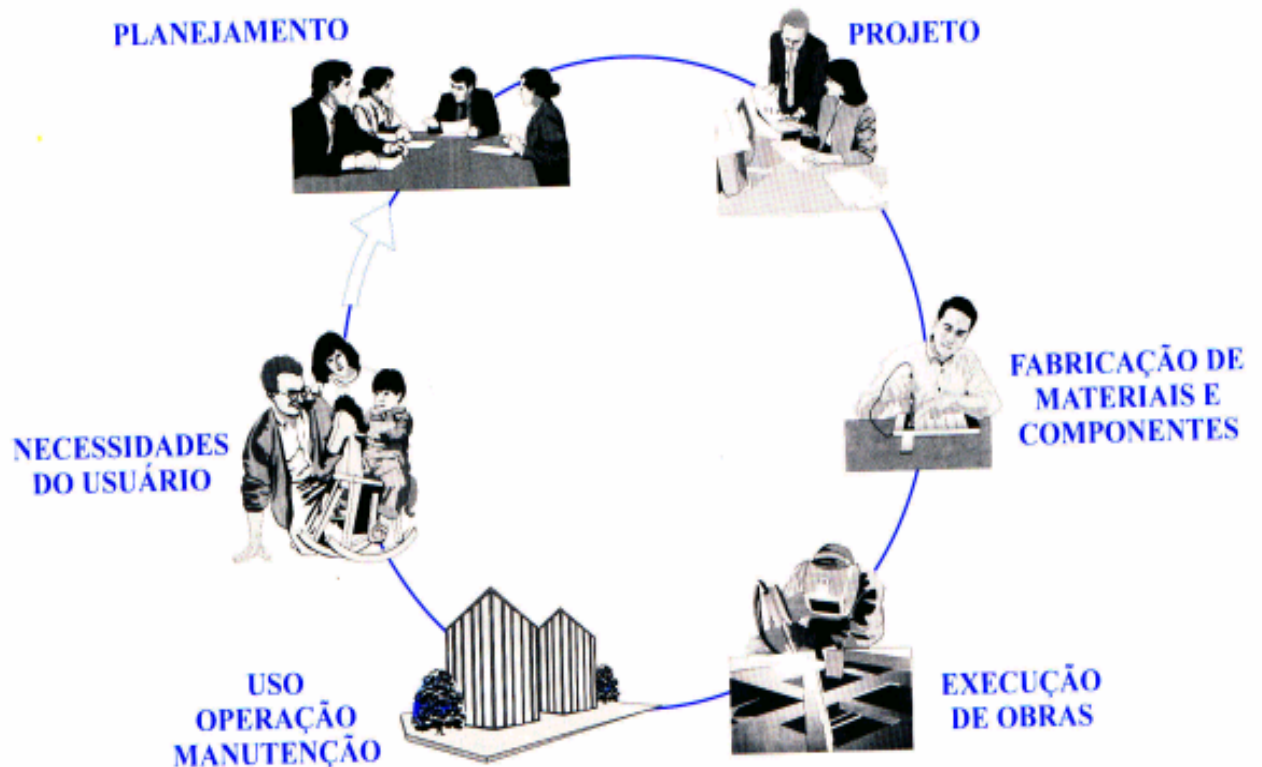 PLANEJAMENTO
PROJETO
FABRICAÇÃO DE
MATERIAIS E
COMPONENTES
EXECUÇÃO
DE OBRAS
USO
OPERAÇÃO
MANUTENÇÃO
NECESSIDADES
DO USUÁRIO